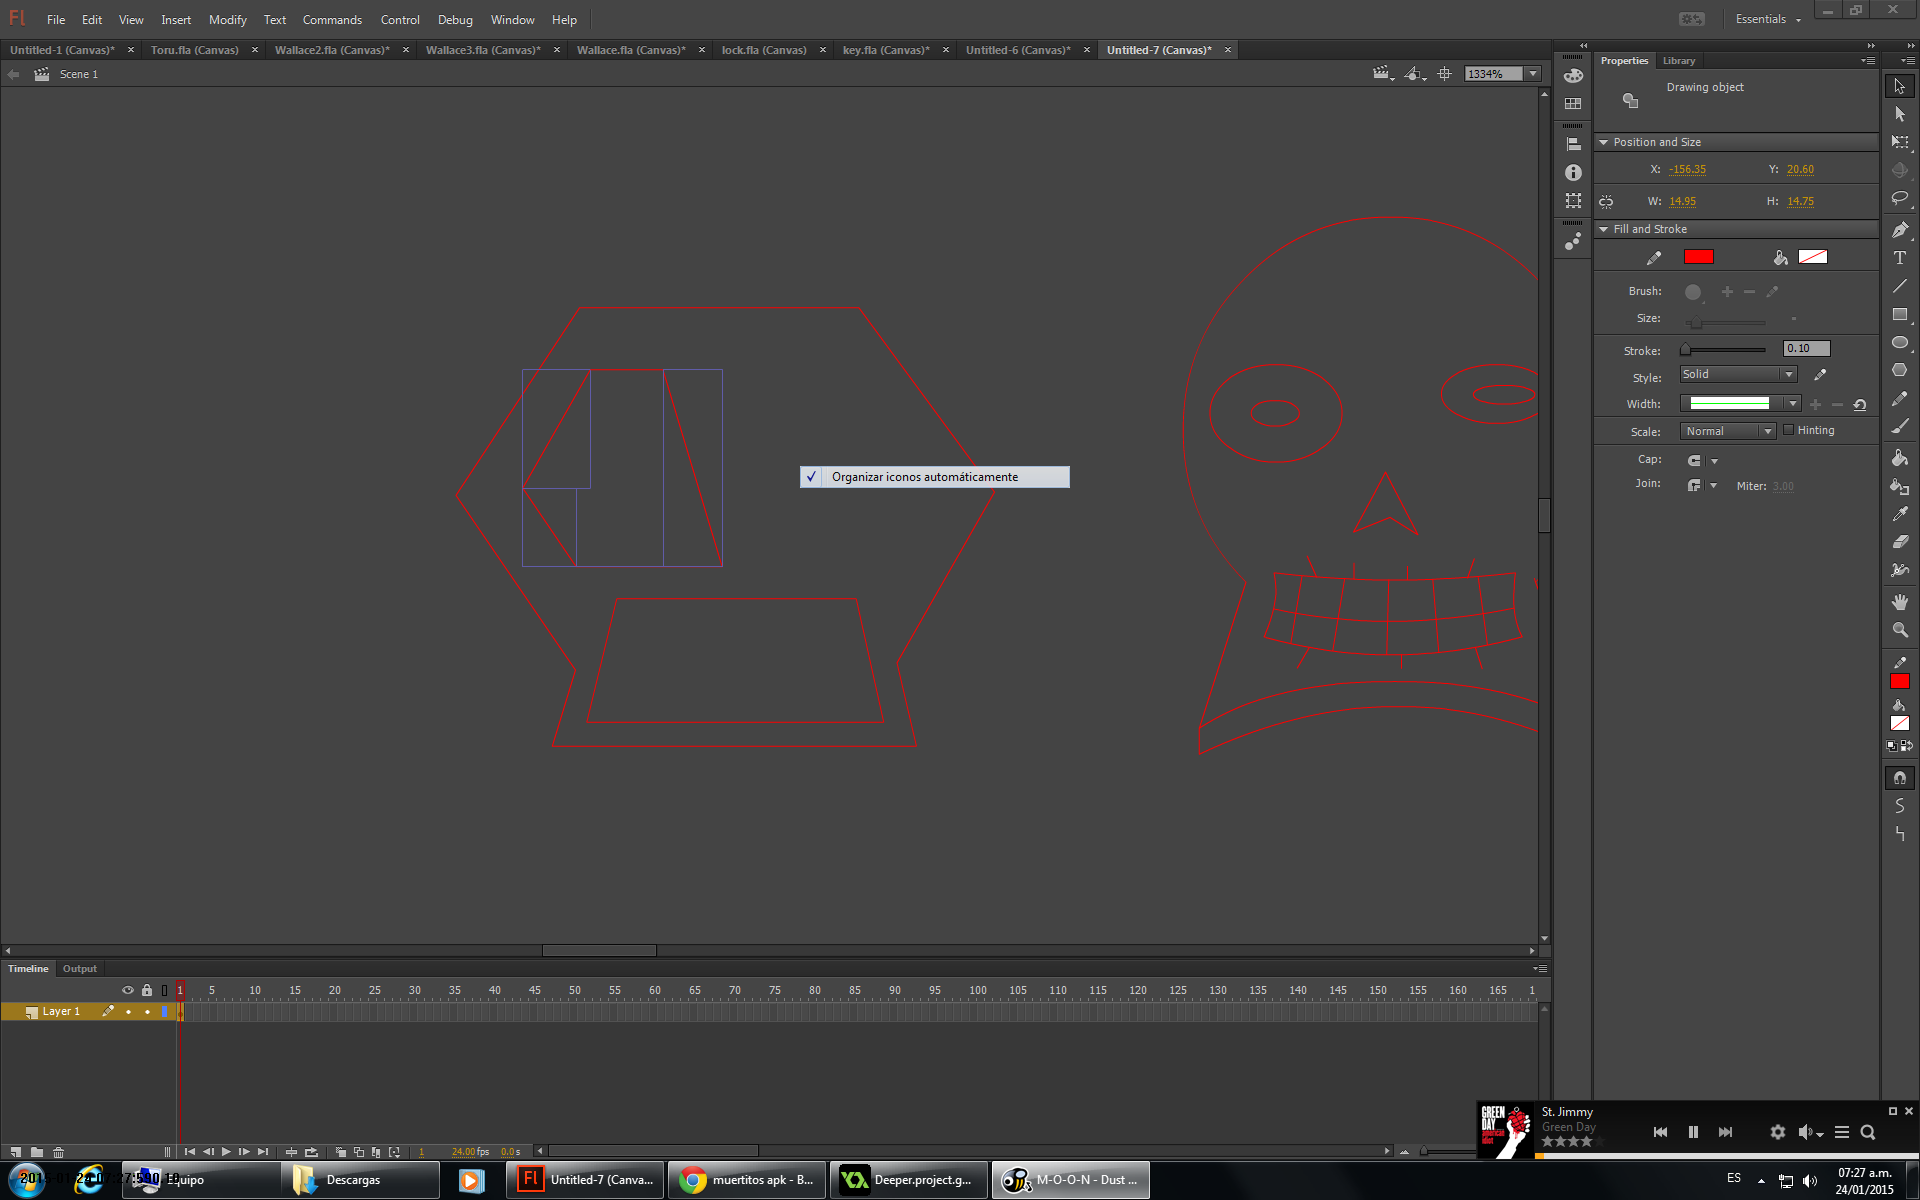 Fl File Edit View Insert Modify Text Commands Control Debug Window Help Essentials
Untitled-1 (Canvas)* Toru.fla (Canvas) Wallace2.fla (Canvas)* Wallace3.fla (Canvas)* Wallace.fla (Canvas)* lock.fla (Canvas) key.fla (Canvas)* Untitled-6 (Canvas)* Untitled-7 (Canvas)*
Scene 1 1334%
Properties Library
Drawing object
Position and Size
X: -156.35 Y: 20.60
W: 14.95 H: 14.75
Fill and Stroke
Brush:
Size:
Stroke: 0.10
Style: Solid
Width:
Scale: Normal Hinting
Cap:
Join: Miter: 3.00
Organizar iconos automáticamente
Timeline Output
1 5 10 15 20 25 30 35 40 45 50 55 60 65 70 75 80 85 90 95 100 105 110 115 120 125 130 135 140 145 150 155 160 165 1
Layer 1
1 24.00 fps 0.0 s
GREEN DAY american idiot
St. Jimmy
Green Day
Equipo Descargas Fl Untitled-7 (Canva... muertitos apk - B... Deeper.project.g... M-O-O-N - Dust ... ES
07:27 a.m.
24/01/2015